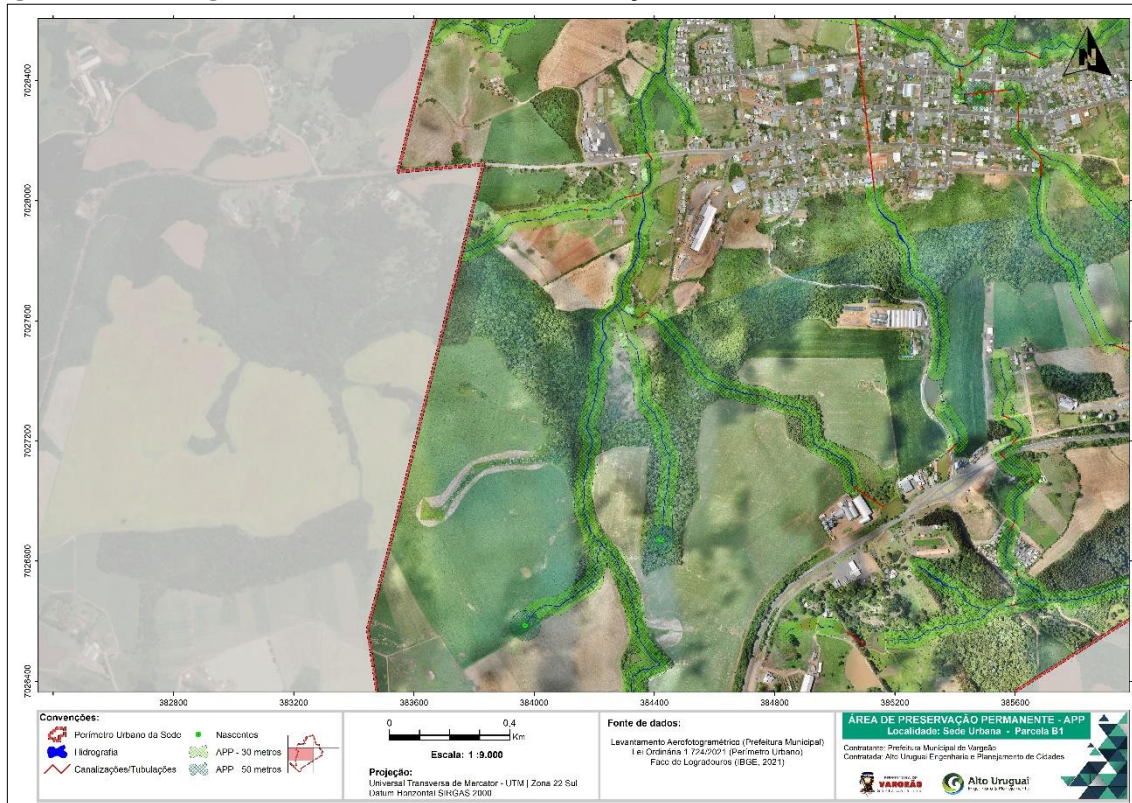 N
7028400
7028000
7027600
7027200
7026800
7026400
382800
383200
383600
384000
384400
384800
385200
385600
Convenções:
Perímetro Urbano da Sede
Hidrografia
Canalizações/Tubulações
Nascentes
APP - 30 metros
APP - 50 metros
0 0,4
Km
Escala: 1:9.000
Projeção:
Universal Transversa de Mercator - UTM | Zona 22 Sul
Datum Horizontal SIRGAS 2000
Fonte de dados:
Levantamento Aerofotogramétrico (Prefeitura Municipal)
Lei Ordinária 1.724/2021 (Perímetro Urbano)
Face de Logradouros (IBGE, 2021)
ÁREA DE PRESERVAÇÃO PERMANENTE - APP
Localidade: Sede Urbana - Parcela B1
Contratante: Prefeitura Municipal de Vargeão
Contratada: Alto Uruguai Engenharia e Planejamento de Cidades
VARGEÃO
Alto Uruguai